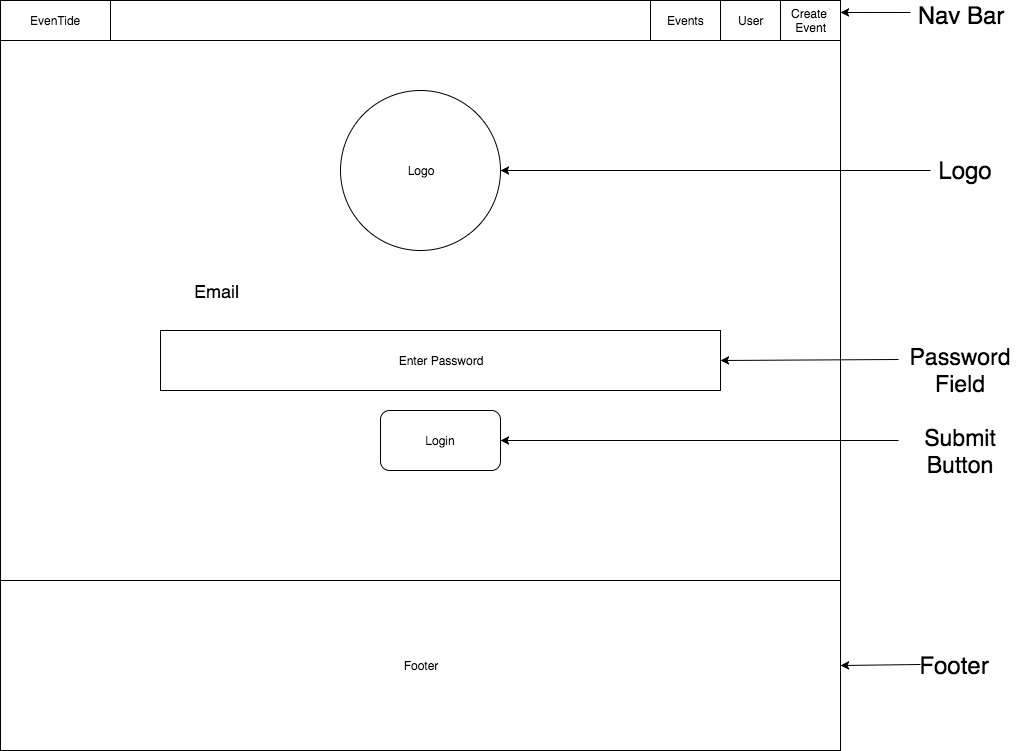 EvenTide
Events
User
Create
Event
Nav Bar
Logo
Logo
Email
Enter Password
Password
Field
Login
Submit
Button
Footer
Footer